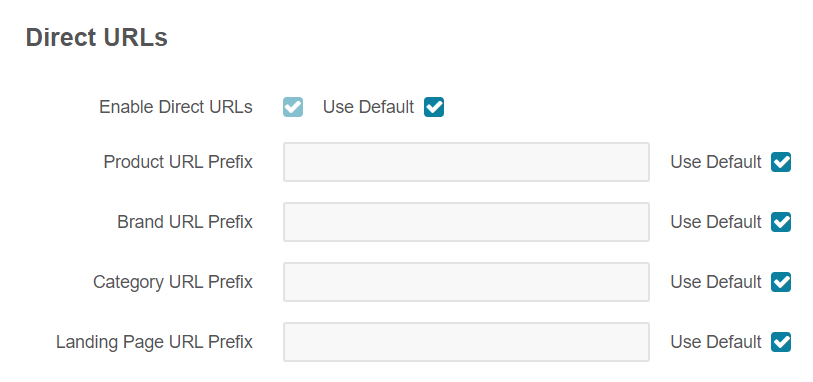 Direct URLs
Enable Direct URLs Use Default
Product URL Prefix Use Default
Brand URL Prefix Use Default
Category URL Prefix Use Default
Landing Page URL Prefix Use Default